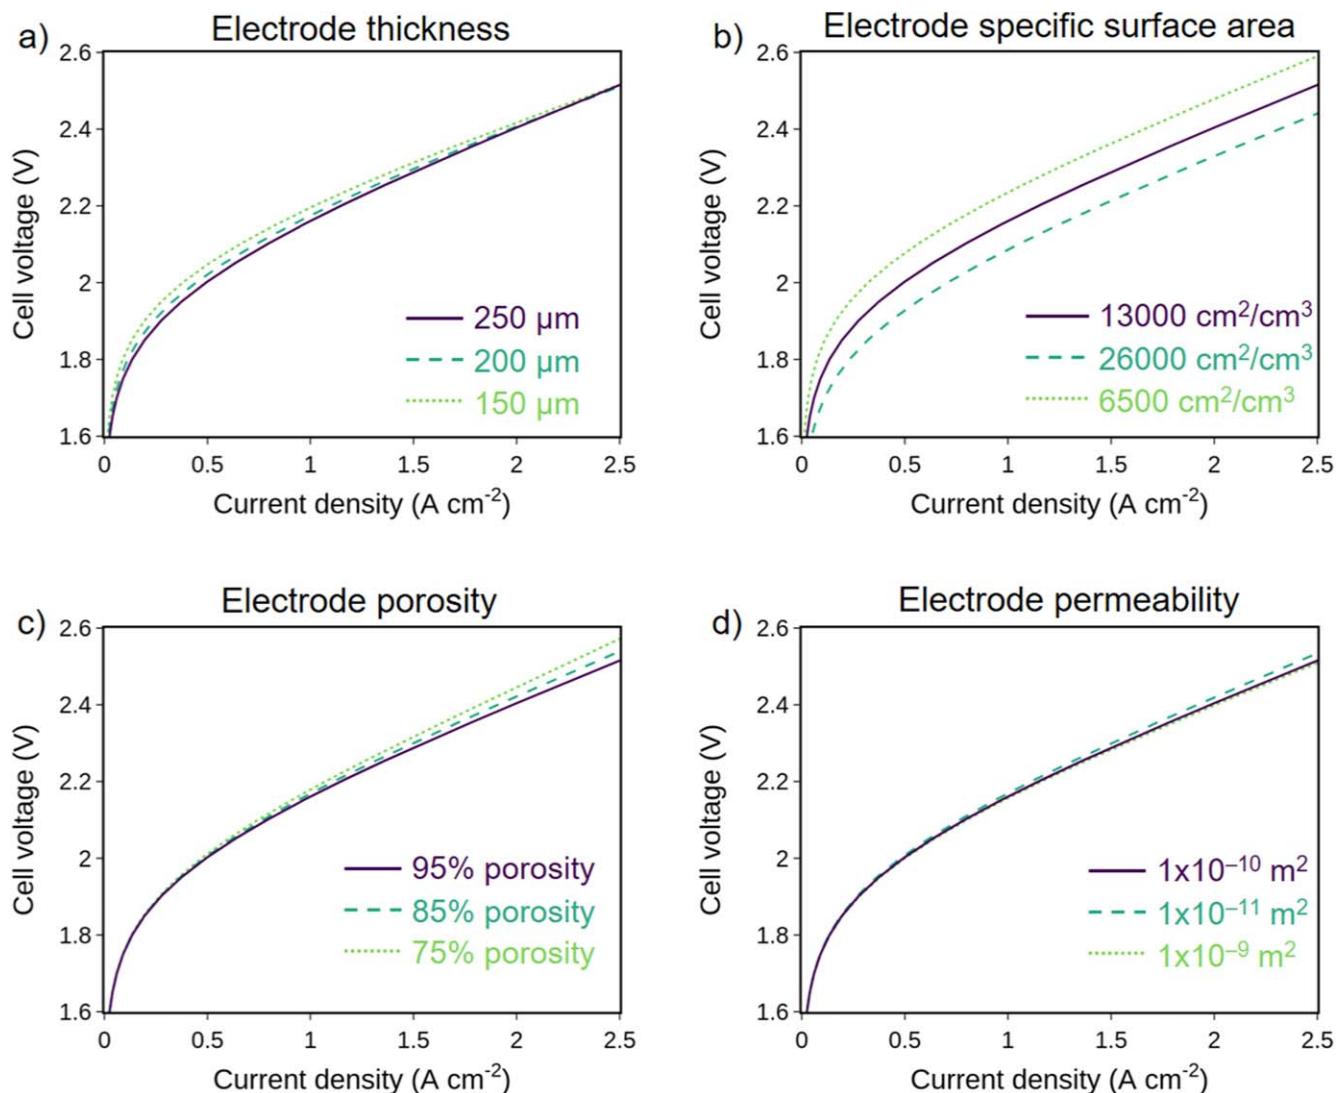 a)
Electrode thickness
2.6
2.4
2.2
2
1.8
1.6
Cell voltage (V)
250 μm
200 μm
150 μm
0 0.5 1 1.5 2 2.5
Current density (A cm⁻²)
b)
Electrode specific surface area
2.6
2.4
2.2
2
1.8
1.6
Cell voltage (V)
13000 cm²/cm³
26000 cm²/cm³
6500 cm²/cm³
0 0.5 1 1.5 2 2.5
Current density (A cm⁻²)
c)
Electrode porosity
2.6
2.4
2.2
2
1.8
1.6
Cell voltage (V)
95% porosity
85% porosity
75% porosity
0 0.5 1 1.5 2 2.5
Current density (A cm⁻²)
d)
Electrode permeability
2.6
2.4
2.2
2
1.8
1.6
Cell voltage (V)
1x10⁻¹⁰ m²
1x10⁻¹¹ m²
1x10⁻⁹ m²
0 0.5 1 1.5 2 2.5
Current density (A cm⁻²)